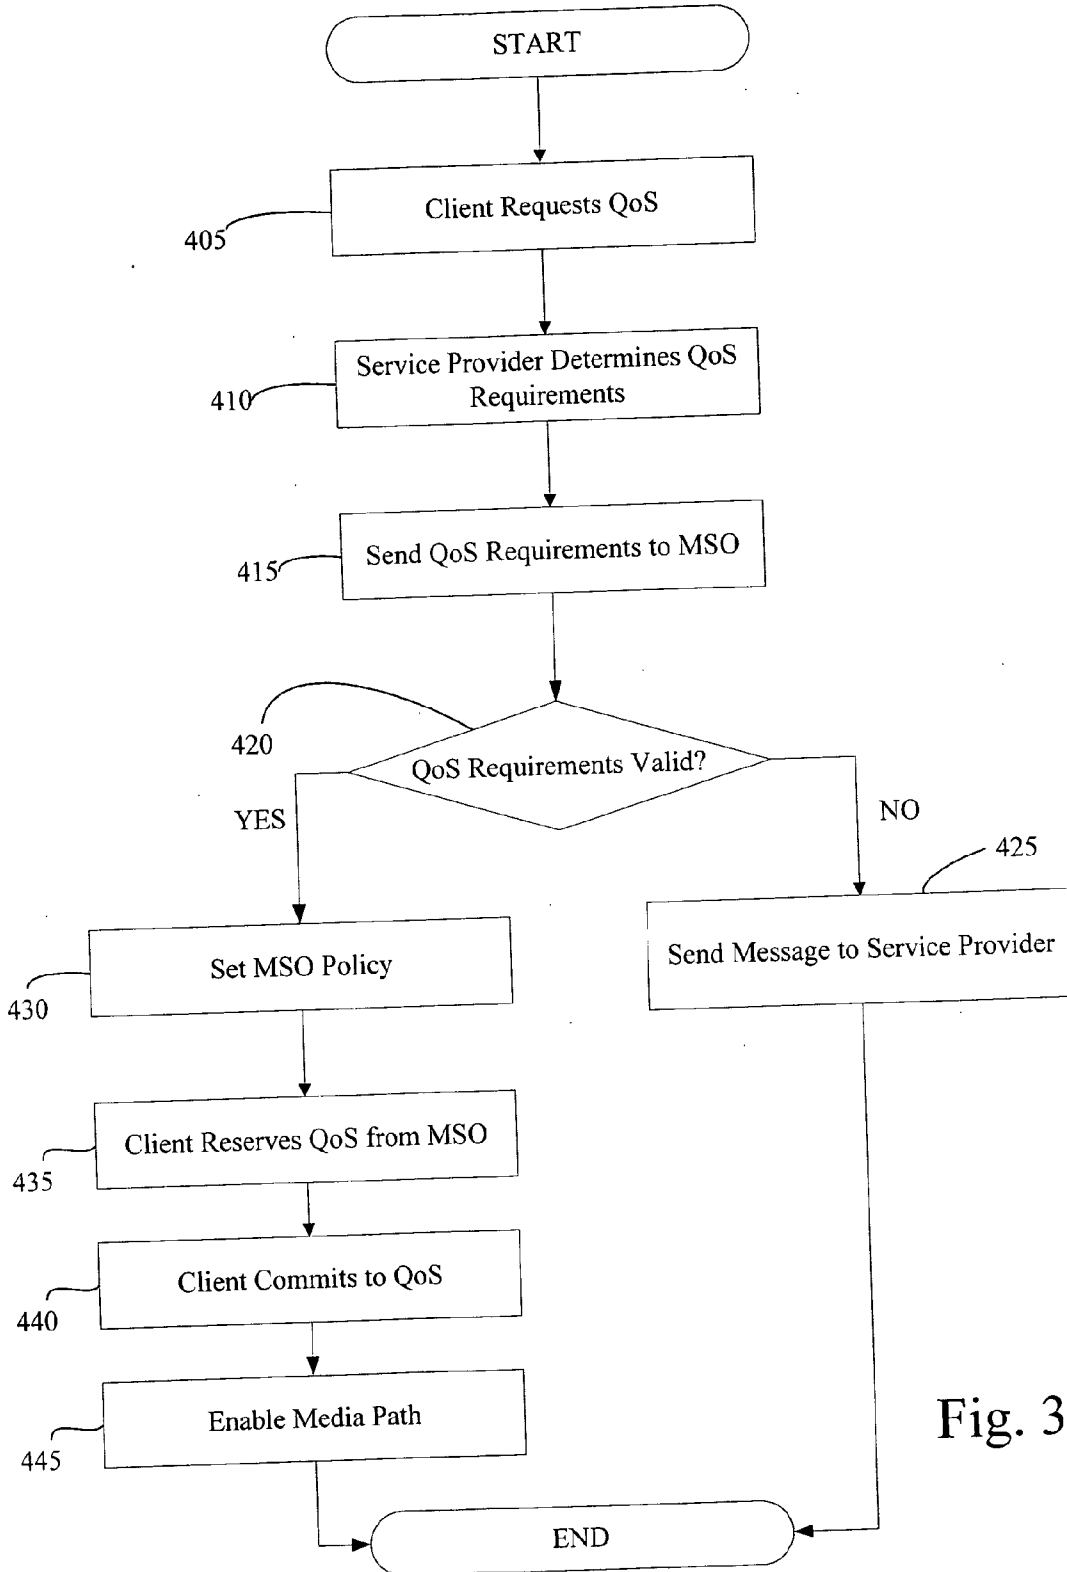 START
Client Requests QoS
405
Service Provider Determines QoS
Requirements
410
Send QoS Requirements to MSO
415
420
QoS Requirements Valid?
YES
NO
425
Set MSO Policy
Send Message to Service Provider
430
Client Reserves QoS from MSO
435
Client Commits to QoS
440
Enable Media Path
445
Fig. 3
END